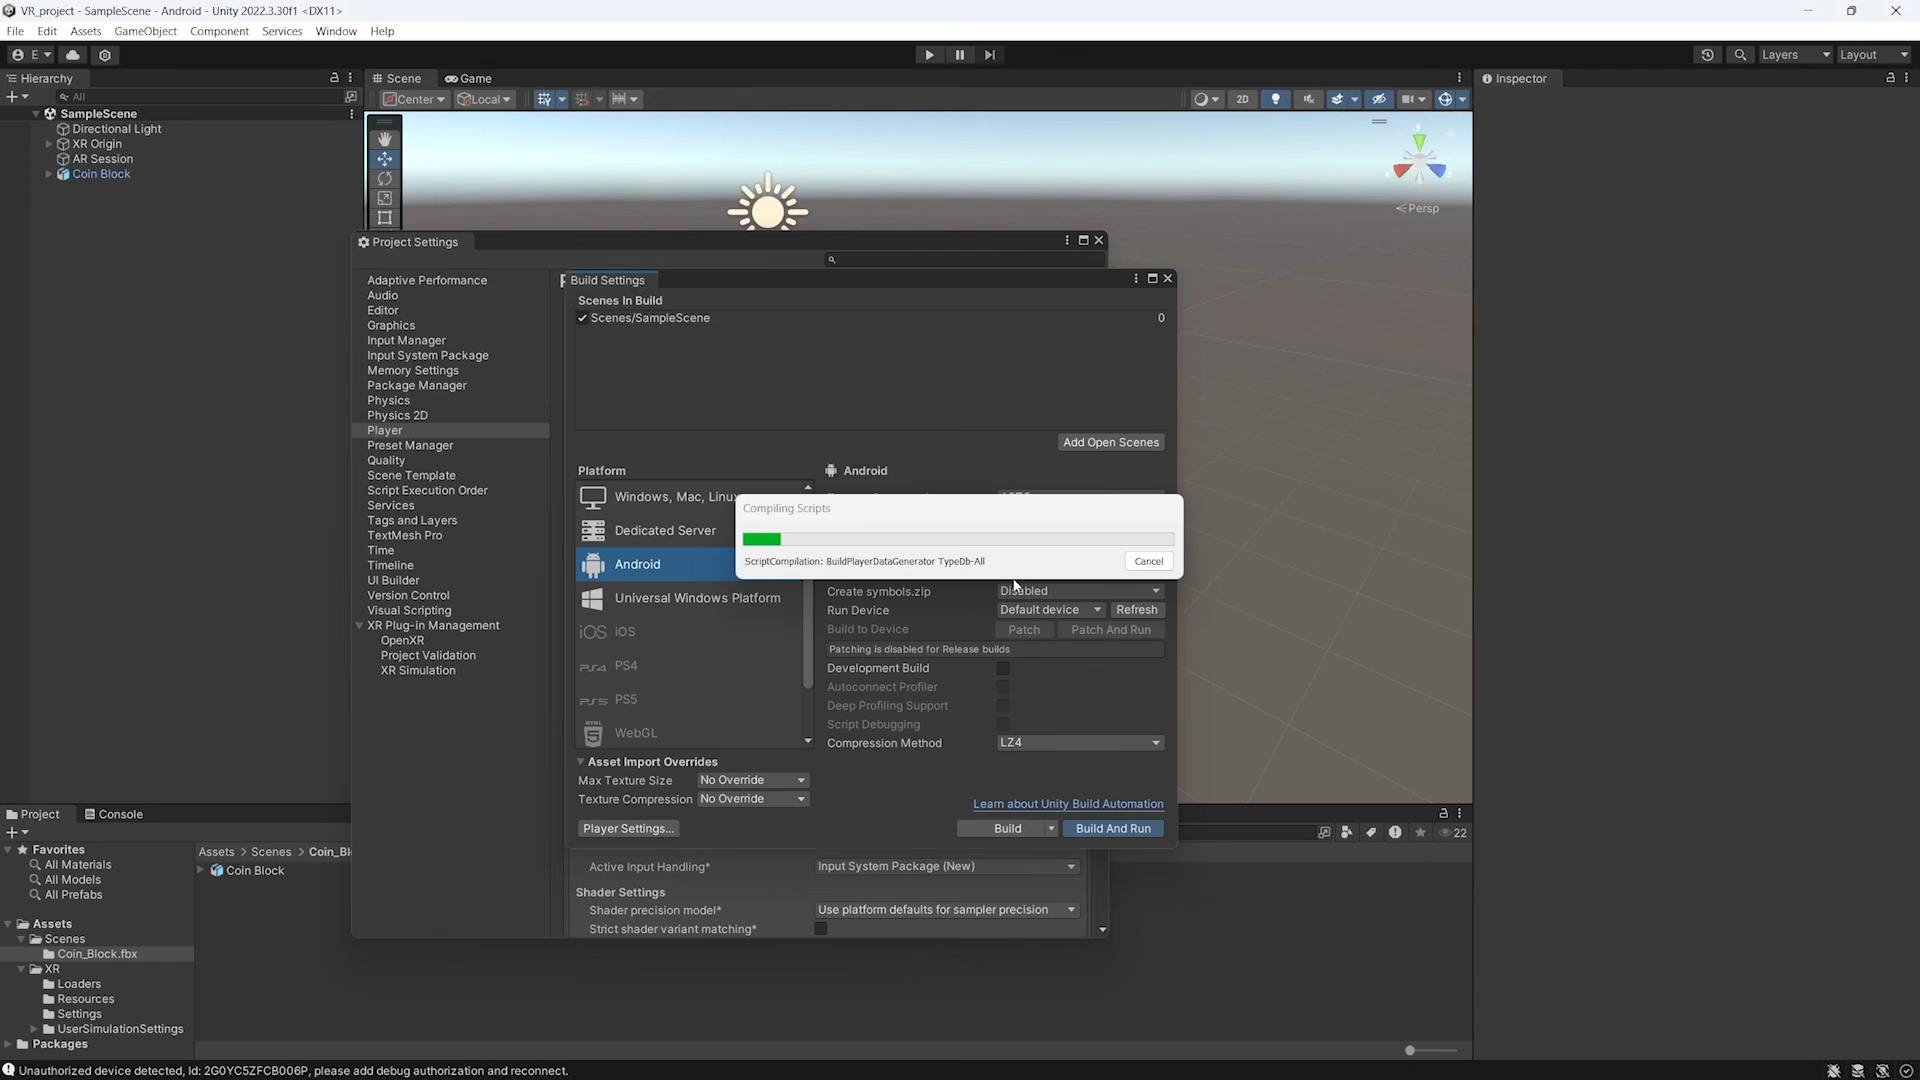 VR_project - SampleScene - Android - Unity 2022.3.30f1 <DX11>
File Edit Assets GameObject Component Services Window Help
E Layers Layout
Hierarchy Scene Game Inspector
All Center Local 2D
SampleScene
Directional Light
XR Origin
AR Session
Coin Block
y
Persp
Project Settings
Adaptive Performance
Audio
Editor
Graphics
Input Manager
Input System Package
Memory Settings
Package Manager
Physics
Physics 2D
Player
Preset Manager
Quality
Scene Template
Script Execution Order
Services
Tags and Layers
TextMesh Pro
Time
Timeline
UI Builder
Version Control
Visual Scripting
XR Plug-in Management
OpenXR
Project Validation
XR Simulation
Build Settings
Scenes In Build
Scenes/SampleScene 0
Add Open Scenes
Platform
Windows, Mac, Linux
Dedicated Server
Android
Universal Windows Platform
iOS iOS
PS4
PS5
HTML
WebGL
Android
Compiling Scripts
ScriptCompilation: BuildPlayerDataGenerator TypeDb-All Cancel
Create symbols.zip Disabled
Run Device Default device Refresh
Build to Device Patch Patch And Run
Patching is disabled for Release builds
Development Build
Autoconnect Profiler
Deep Profiling Support
Script Debugging
Compression Method LZ4
Asset Import Overrides
Max Texture Size No Override
Texture Compression No Override
Learn about Unity Build Automation
Player Settings... Build Build And Run
Active Input Handling* Input System Package (New)
Shader Settings
Shader precision model* Use platform defaults for sampler precision
Strict shader variant matching*
Project Console
22
Favorites
All Materials
All Models
All Prefabs
Assets
Scenes
Coin_Block.fbx
XR
Loaders
Resources
Settings
UserSimulationSettings
Packages
Assets > Scenes > Coin_Bl
Coin Block
Unauthorized device detected, Id: 2G0YC5ZFCB006P, please add debug authorization and reconnect.